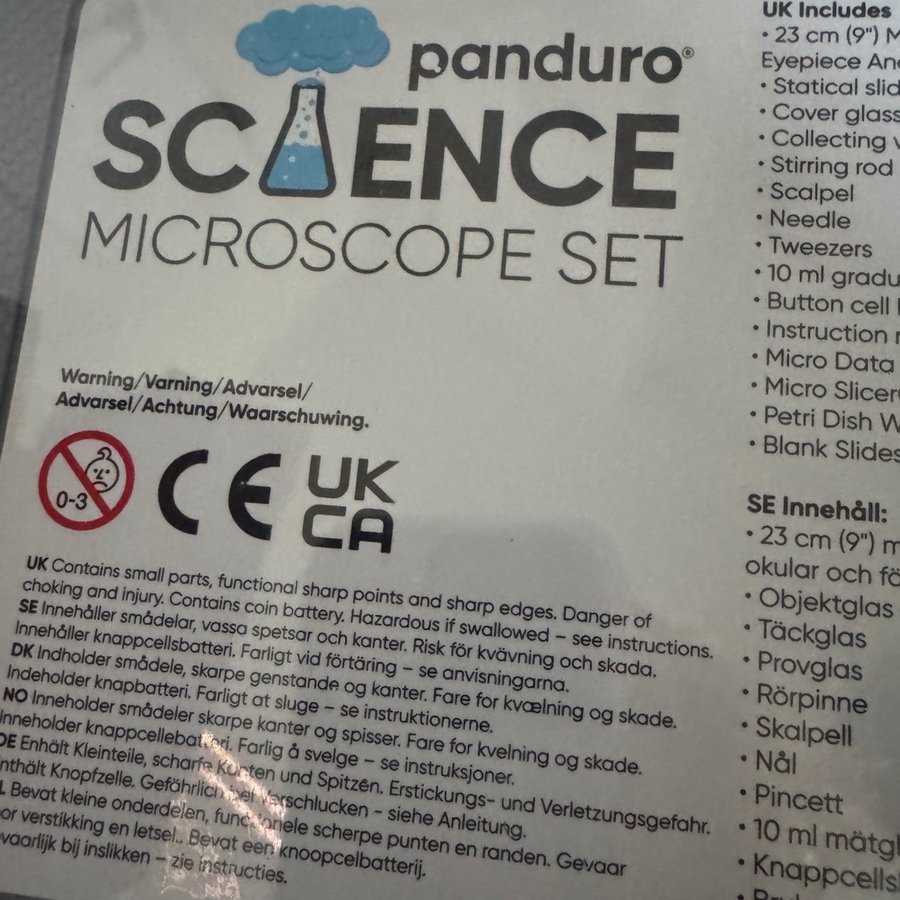 panduro®
SCIENCE
MICROSCOPE SET
Warning/Varning/Advarsel/
Advarsel/Achtung/Waarschuwing.
0-3
CE
UK
CA
UK Contains small parts, functional sharp points and sharp edges. Danger of
choking and injury. Contains coin battery. Hazardous if swallowed – see instructions.
SE Innehåller smådelar, vassa spetsar och kanter. Risk för kvävning och skada.
Innehåller knappcellsbatteri. Farligt vid förtäring – se anvisningarna.
DK Indholder smådele, skarpe genstande og kanter. Fare for kvælning og skade.
Indeholder knapbatteri. Farligt at sluge – se instruktionerne.
NO Inneholder smådeler skarpe kanter og spisser. Fare for kvelning og skade.
Inneholder knappcellebatteri. Farlig å svelge – se instruksjoner.
DE Enhält Kleinteile, scharfe Kanten und Spitzen. Erstickungs- und Verletzungsgefahr.
Knopfzelle. Gefährlich bei Verschlucken - siehe Anleitung.
Bevat kleine onderdelen, functionele scherpe punten en randen. Gevaar
verstikking en letsel.. Bevat een knoopcelbatterij.
bij inslikken – zie instructies.
UK Includes
• 23 cm (9")
Eyepiece
• Statical
• Cover glass
• Collecting
• Stirring rod
• Scalpel
• Needle
• Tweezers
• 10 ml
• Button cell
• Instruction
• Micro Data
• Micro
• Petri Dish
• Blank Slides
SE Innehåll:
• 23 cm (9")
okular och
• Objektglas
• Täckglas
• Provglas
• Rörpinne
• Skalpell
• Nål
• Pincett
• 10 ml